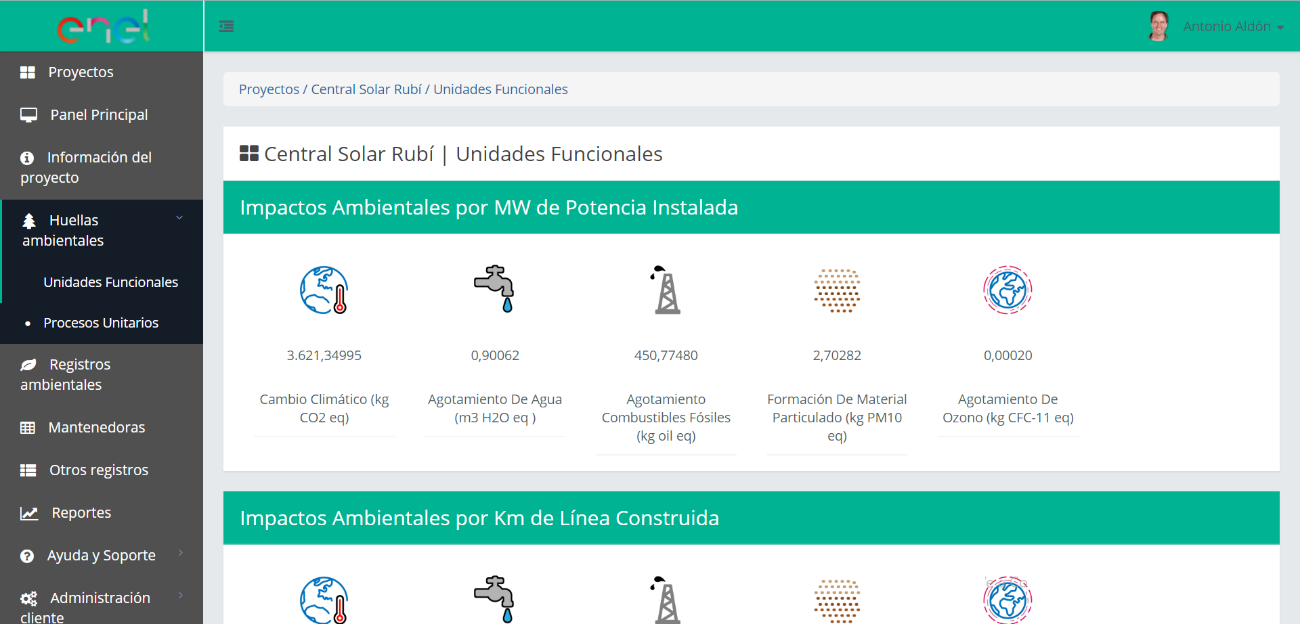 enel
Antonio Aldón
Proyectos
Panel Principal
Información del
proyecto
Huellas
ambientales
Unidades Funcionales
Procesos Unitarios
Registros
ambientales
Mantenedoras
Otros registros
Reportes
Ayuda y Soporte
Administración
cliente
Proyectos / Central Solar Rubí / Unidades Funcionales
Central Solar Rubí | Unidades Funcionales
Impactos Ambientales por MW de Potencia Instalada
3.621,34995
Cambio Climático (kg
CO2 eq)
0,90062
Agotamiento De Agua
(m3 H2O eq )
450,77480
Agotamiento
Combustibles Fósiles
(kg oil eq)
2,70282
Formación De Material
Particulado (kg PM10
eq)
0,00020
Agotamiento De
Ozono (kg CFC-11 eq)
Impactos Ambientales por Km de Línea Construida